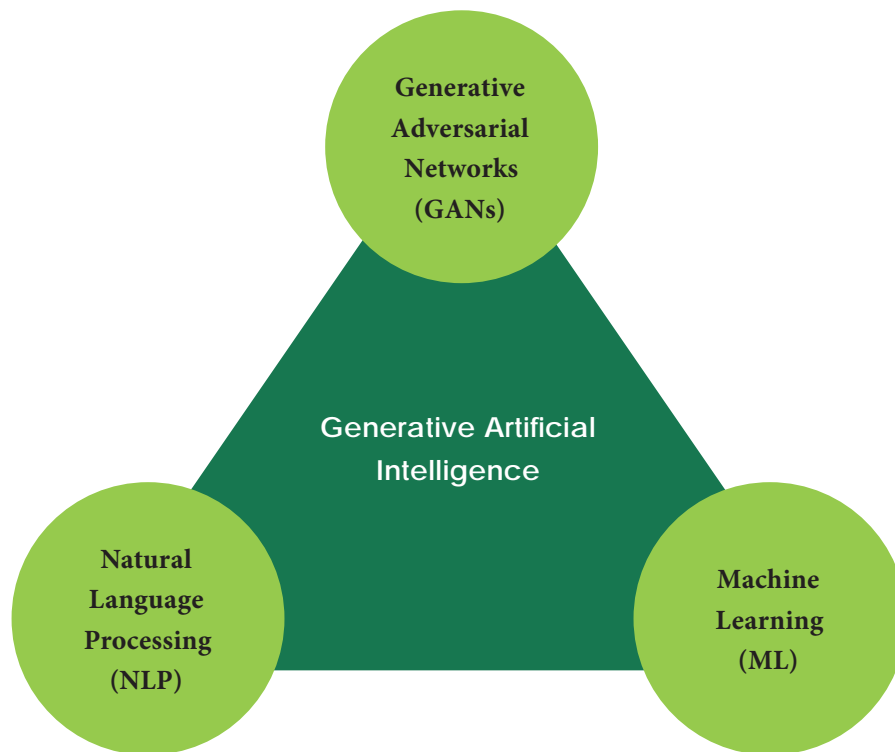 Generative
Adversarial
Networks
(GANs)
Generative Artificial
Intelligence
Natural
Language
Processing
(NLP)
Machine
Learning
(ML)